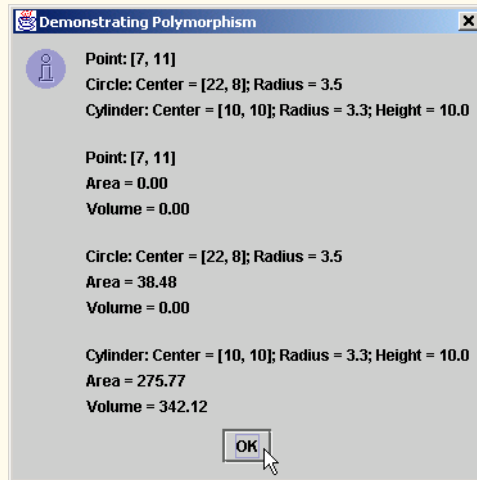 Demonstrating Polymorphism
Point: [7, 11]
Circle: Center = [22, 8]; Radius = 3.5
Cylinder: Center = [10, 10]; Radius = 3.3; Height = 10.0
Point: [7, 11]
Area = 0.00
Volume = 0.00
Circle: Center = [22, 8]; Radius = 3.5
Area = 38.48
Volume = 0.00
Cylinder: Center = [10, 10]; Radius = 3.3; Height = 10.0
Area = 275.77
Volume = 342.12
OK